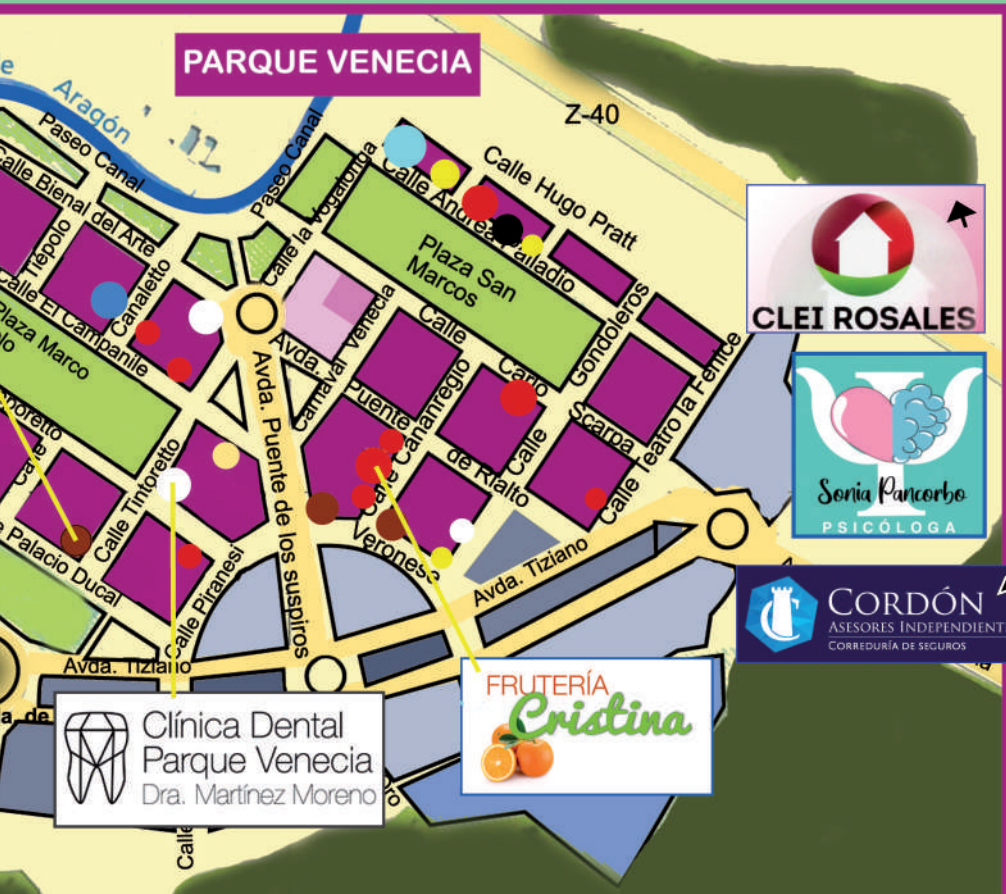 PARQUE VENECIA
Aragón
Paseo Canal
Calle Bienal del Arte
Tiepolo
Canaletto
Calle El Campanile
Plaza Marco
Calle Tintoretto
Palacio Ducal
Calle Piranesi
Avda. Tiziano
Paseo Canal
Calle la Vogalonga
Z-40
Calle Hugo Pratt
Calle Andrea Palladio
Plaza San
Marcos
Avda.
Carnaval Venecia
Calle Carlo Scarpa
Gondoleros
Calle Teatro la Fenice
Puente de Rialto
Calle Cannaregio
Calle
Avda. Puente de los suspiros
Veronese
Avda. Tiziano
Calle
CLEI ROSALES
Sonia Pancorbo
PSICÓLOGA
CORDÓN
ASESORES INDEPENDIENT
CORREDURÍA DE SEGUROS
FRUTERÍA
Cristina
Clínica Dental
Parque Venecia
Dra. Martínez Moreno